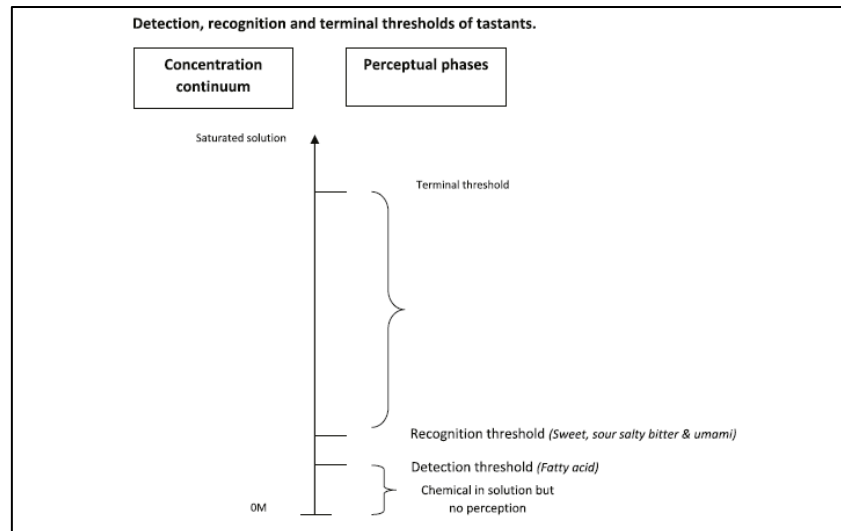 Detection, recognition and terminal thresholds of tastants.
Concentration
continuum
Perceptual phases
Saturated solution
Terminal threshold
Recognition threshold (Sweet, sour salty bitter & umami)
Detection threshold (Fatty acid)
Chemical in solution but
no perception
0M